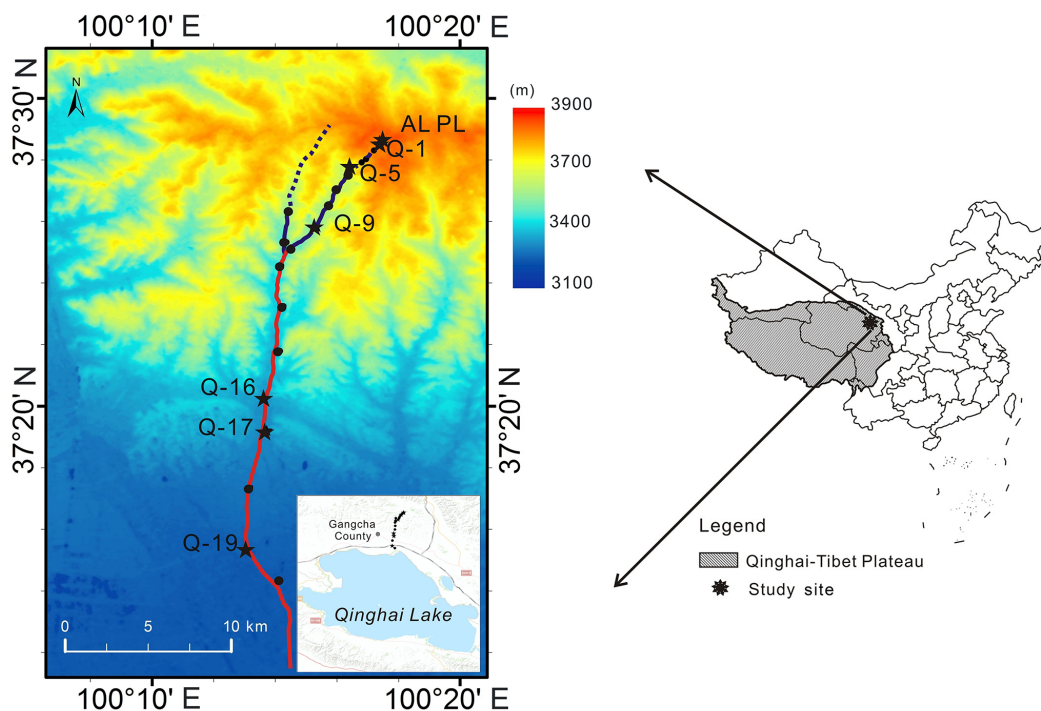 100°10' E
100°20' E
37°30' N
N
(m)
3900
3700
3400
3100
AL PL
Q-1
Q-5
Q-9
Q-16
37°20' N
37°20' N
Q-17
Q-19
Gangcha
County
Qinghai Lake
0
5
10 km
100°10' E
100°20' E
Legend
Qinghai-Tibet Plateau
Study site